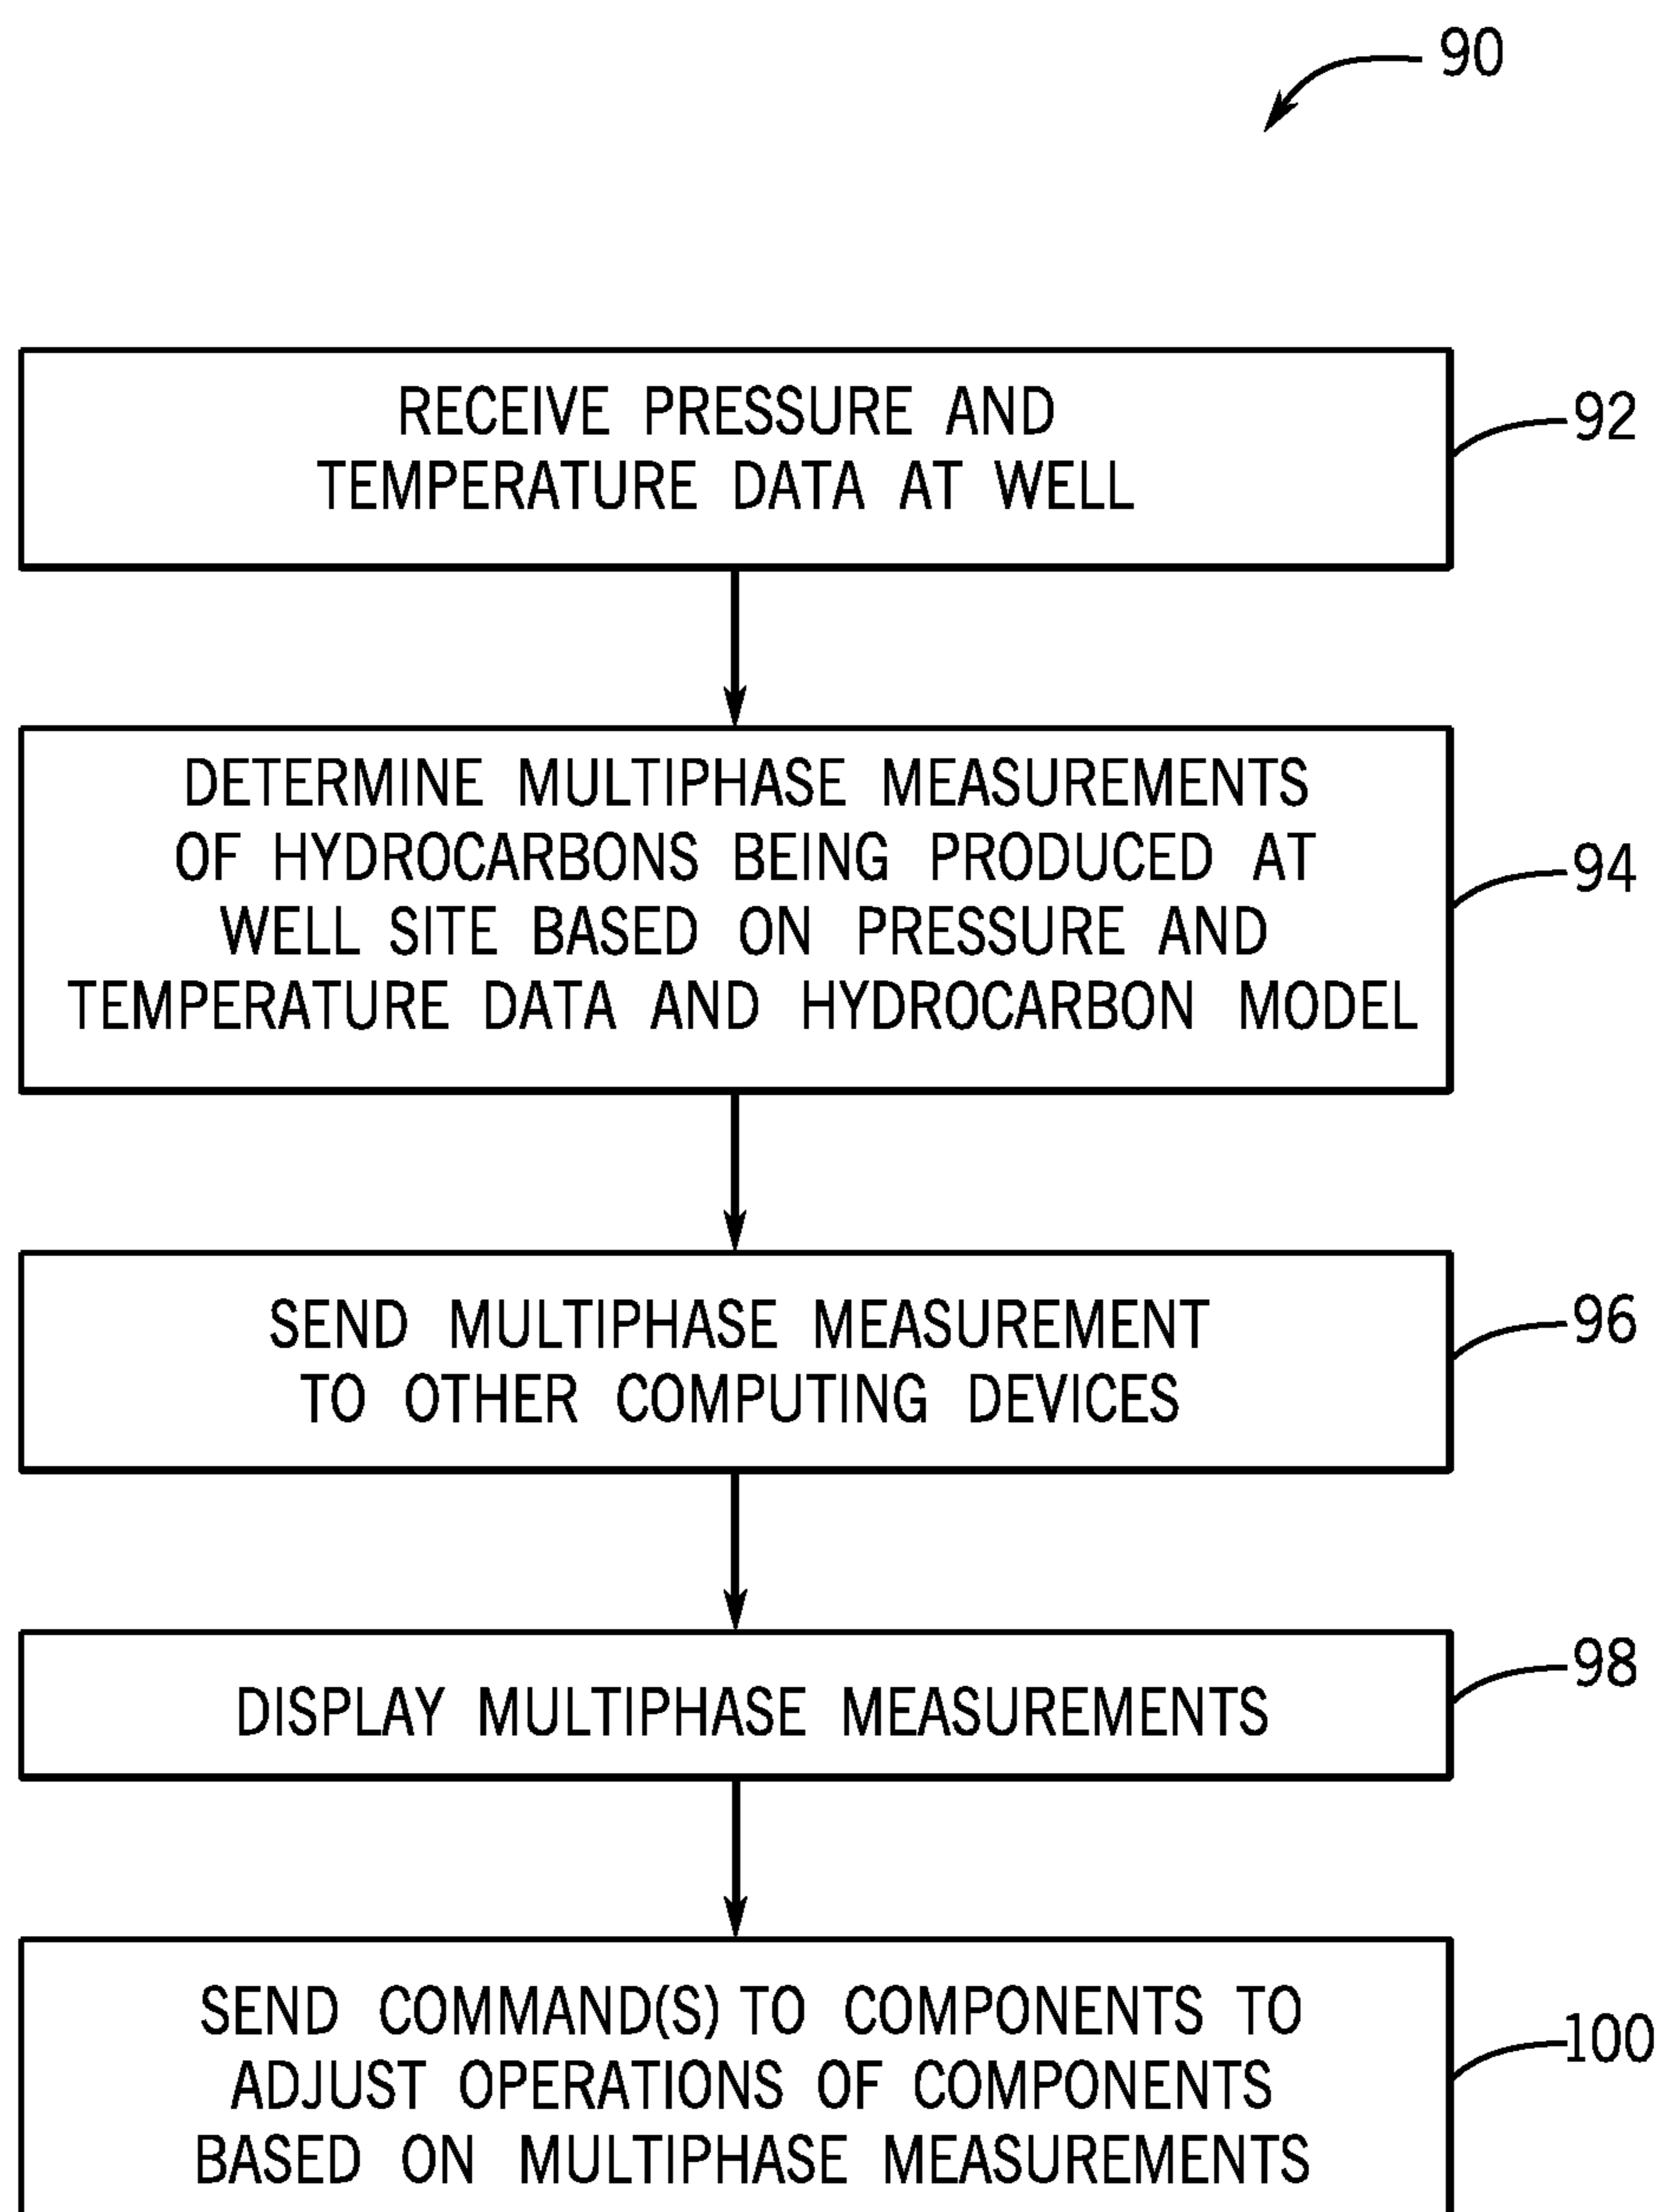 90
RECEIVE PRESSURE AND
TEMPERATURE DATA AT WELL
92
DETERMINE MULTIPHASE MEASUREMENTS
OF HYDROCARBONS BEING PRODUCED AT
WELL SITE BASED ON PRESSURE AND
TEMPERATURE DATA AND HYDROCARBON MODEL
94
SEND MULTIPHASE MEASUREMENT
TO OTHER COMPUTING DEVICES
96
DISPLAY MULTIPHASE MEASUREMENTS
98
SEND COMMAND(S) TO COMPONENTS TO
ADJUST OPERATIONS OF COMPONENTS
BASED ON MULTIPHASE MEASUREMENTS
100